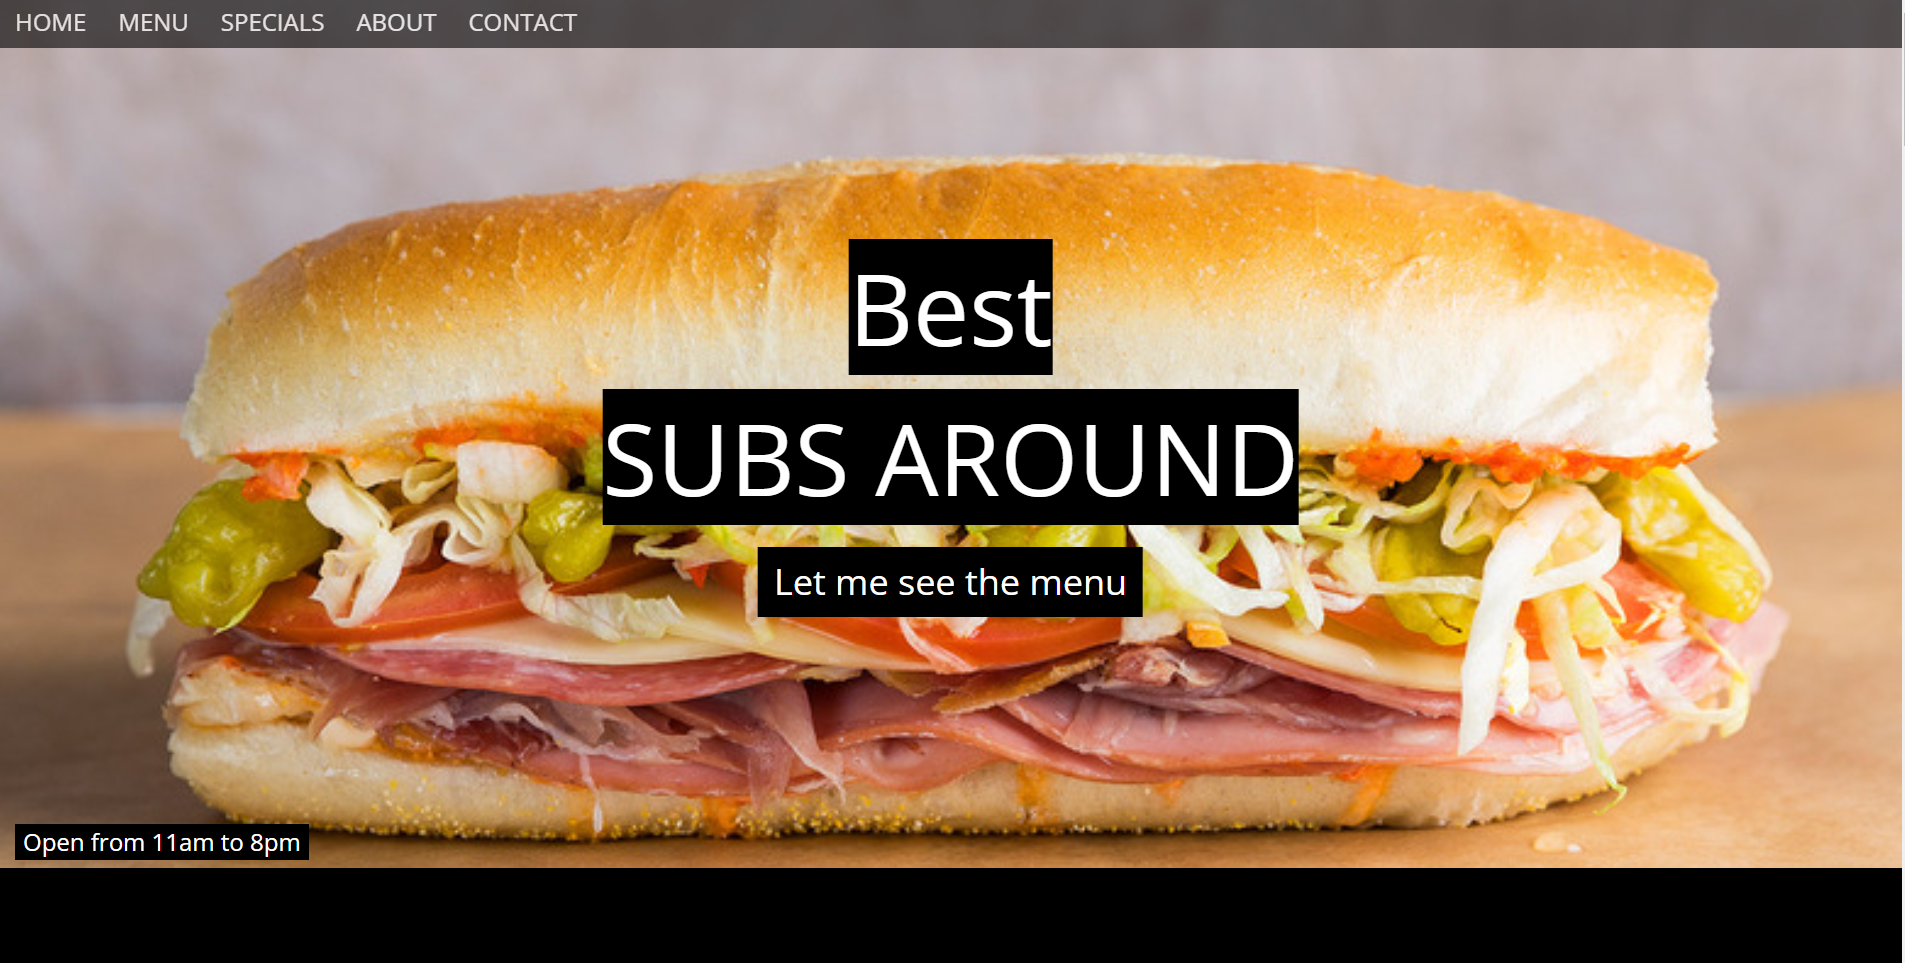 HOME MENU SPECIALS ABOUT CONTACT
Best
SUBS AROUND
Let me see the menu
Open from 11am to 8pm